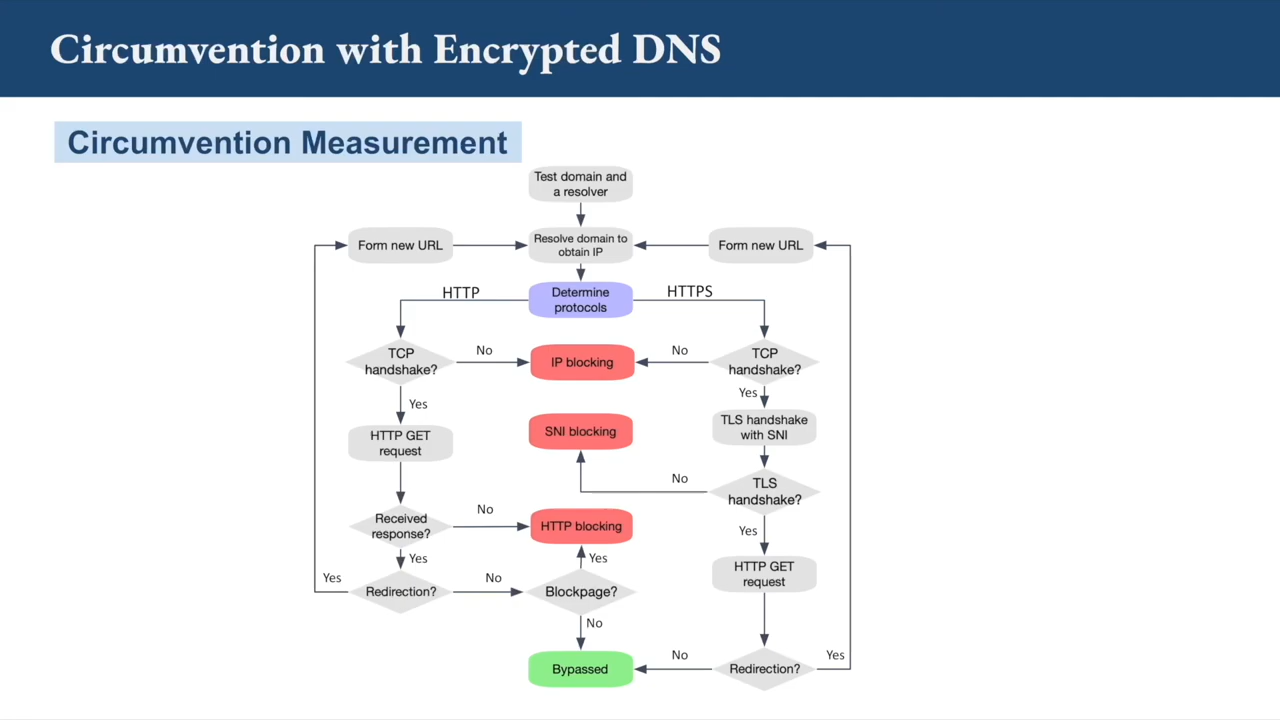 Circumvention with Encrypted DNS
Circumvention Measurement
Test domain and
a resolver
Form new URL
Resolve domain to
obtain IP
Form new URL
HTTP
Determine
protocols
HTTPS
TCP
handshake?
No
IP blocking
No
TCP
handshake?
Yes
Yes
HTTP GET
request
SNI blocking
TLS handshake
with SNI
No
TLS
handshake?
Received
response?
No
HTTP blocking
Yes
Yes
Yes
HTTP GET
request
Yes
Redirection?
No
Blockpage?
No
Bypassed
No
Redirection?
Yes